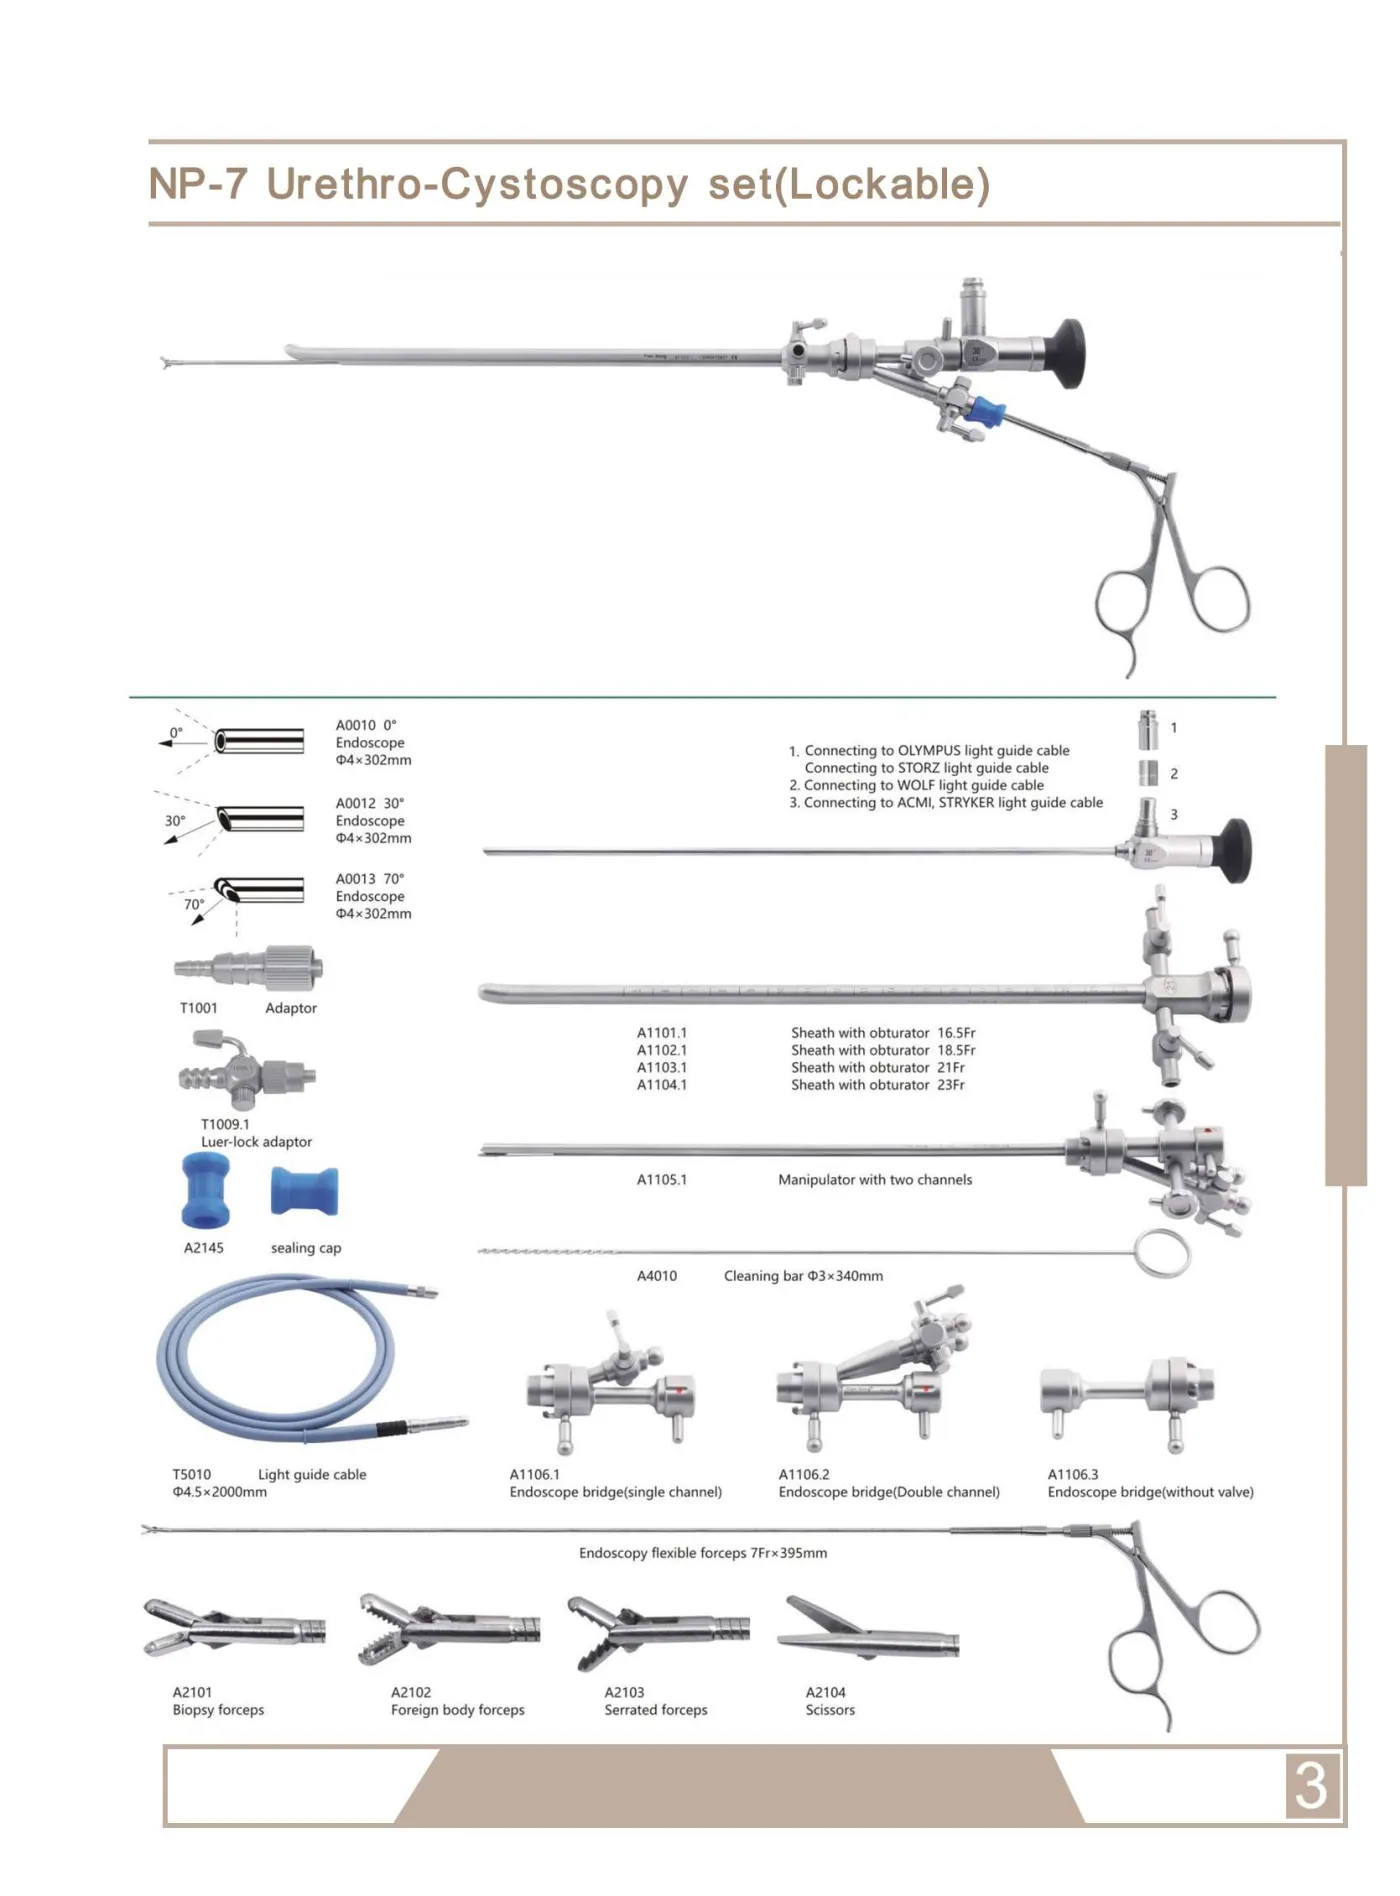 NP-7 Urethro-Cystoscopy set(Lockable)
30°
0°
A0010 0°
Endoscope
Φ4×302mm
30°
A0012 30°
Endoscope
Φ4×302mm
70°
A0013 70°
Endoscope
Φ4×302mm
1. Connecting to OLYMPUS light guide cable
Connecting to STORZ light guide cable
2. Connecting to WOLF light guide cable
3. Connecting to ACMI, STRYKER light guide cable
1
2
3
30°
T1001 Adaptor
21
A1101.1 Sheath with obturator 16.5Fr
A1102.1 Sheath with obturator 18.5Fr
A1103.1 Sheath with obturator 21Fr
A1104.1 Sheath with obturator 23Fr
T1009.1
Luer-lock adaptor
A1105.1 Manipulator with two channels
A2145 sealing cap
A4010 Cleaning bar Φ3×340mm
T5010 Light guide cable
Φ4.5×2000mm
A1106.1
Endoscope bridge(single channel)
A1106.2
Endoscope bridge(Double channel)
A1106.3
Endoscope bridge(without valve)
Endoscopy flexible forceps 7Fr×395mm
A2101
Biopsy forceps
A2102
Foreign body forceps
A2103
Serrated forceps
A2104
Scissors
3